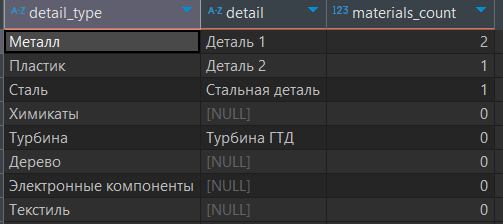 A-Z detail_type A-Z detail 123 materials_count
Металл Деталь 1 2
Пластик Деталь 2 1
Сталь Стальная деталь 1
Химикаты [NULL] 0
Турбина Турбина ГТД 0
Дерево [NULL] 0
Электронные компоненты [NULL] 0
Текстиль [NULL] 0